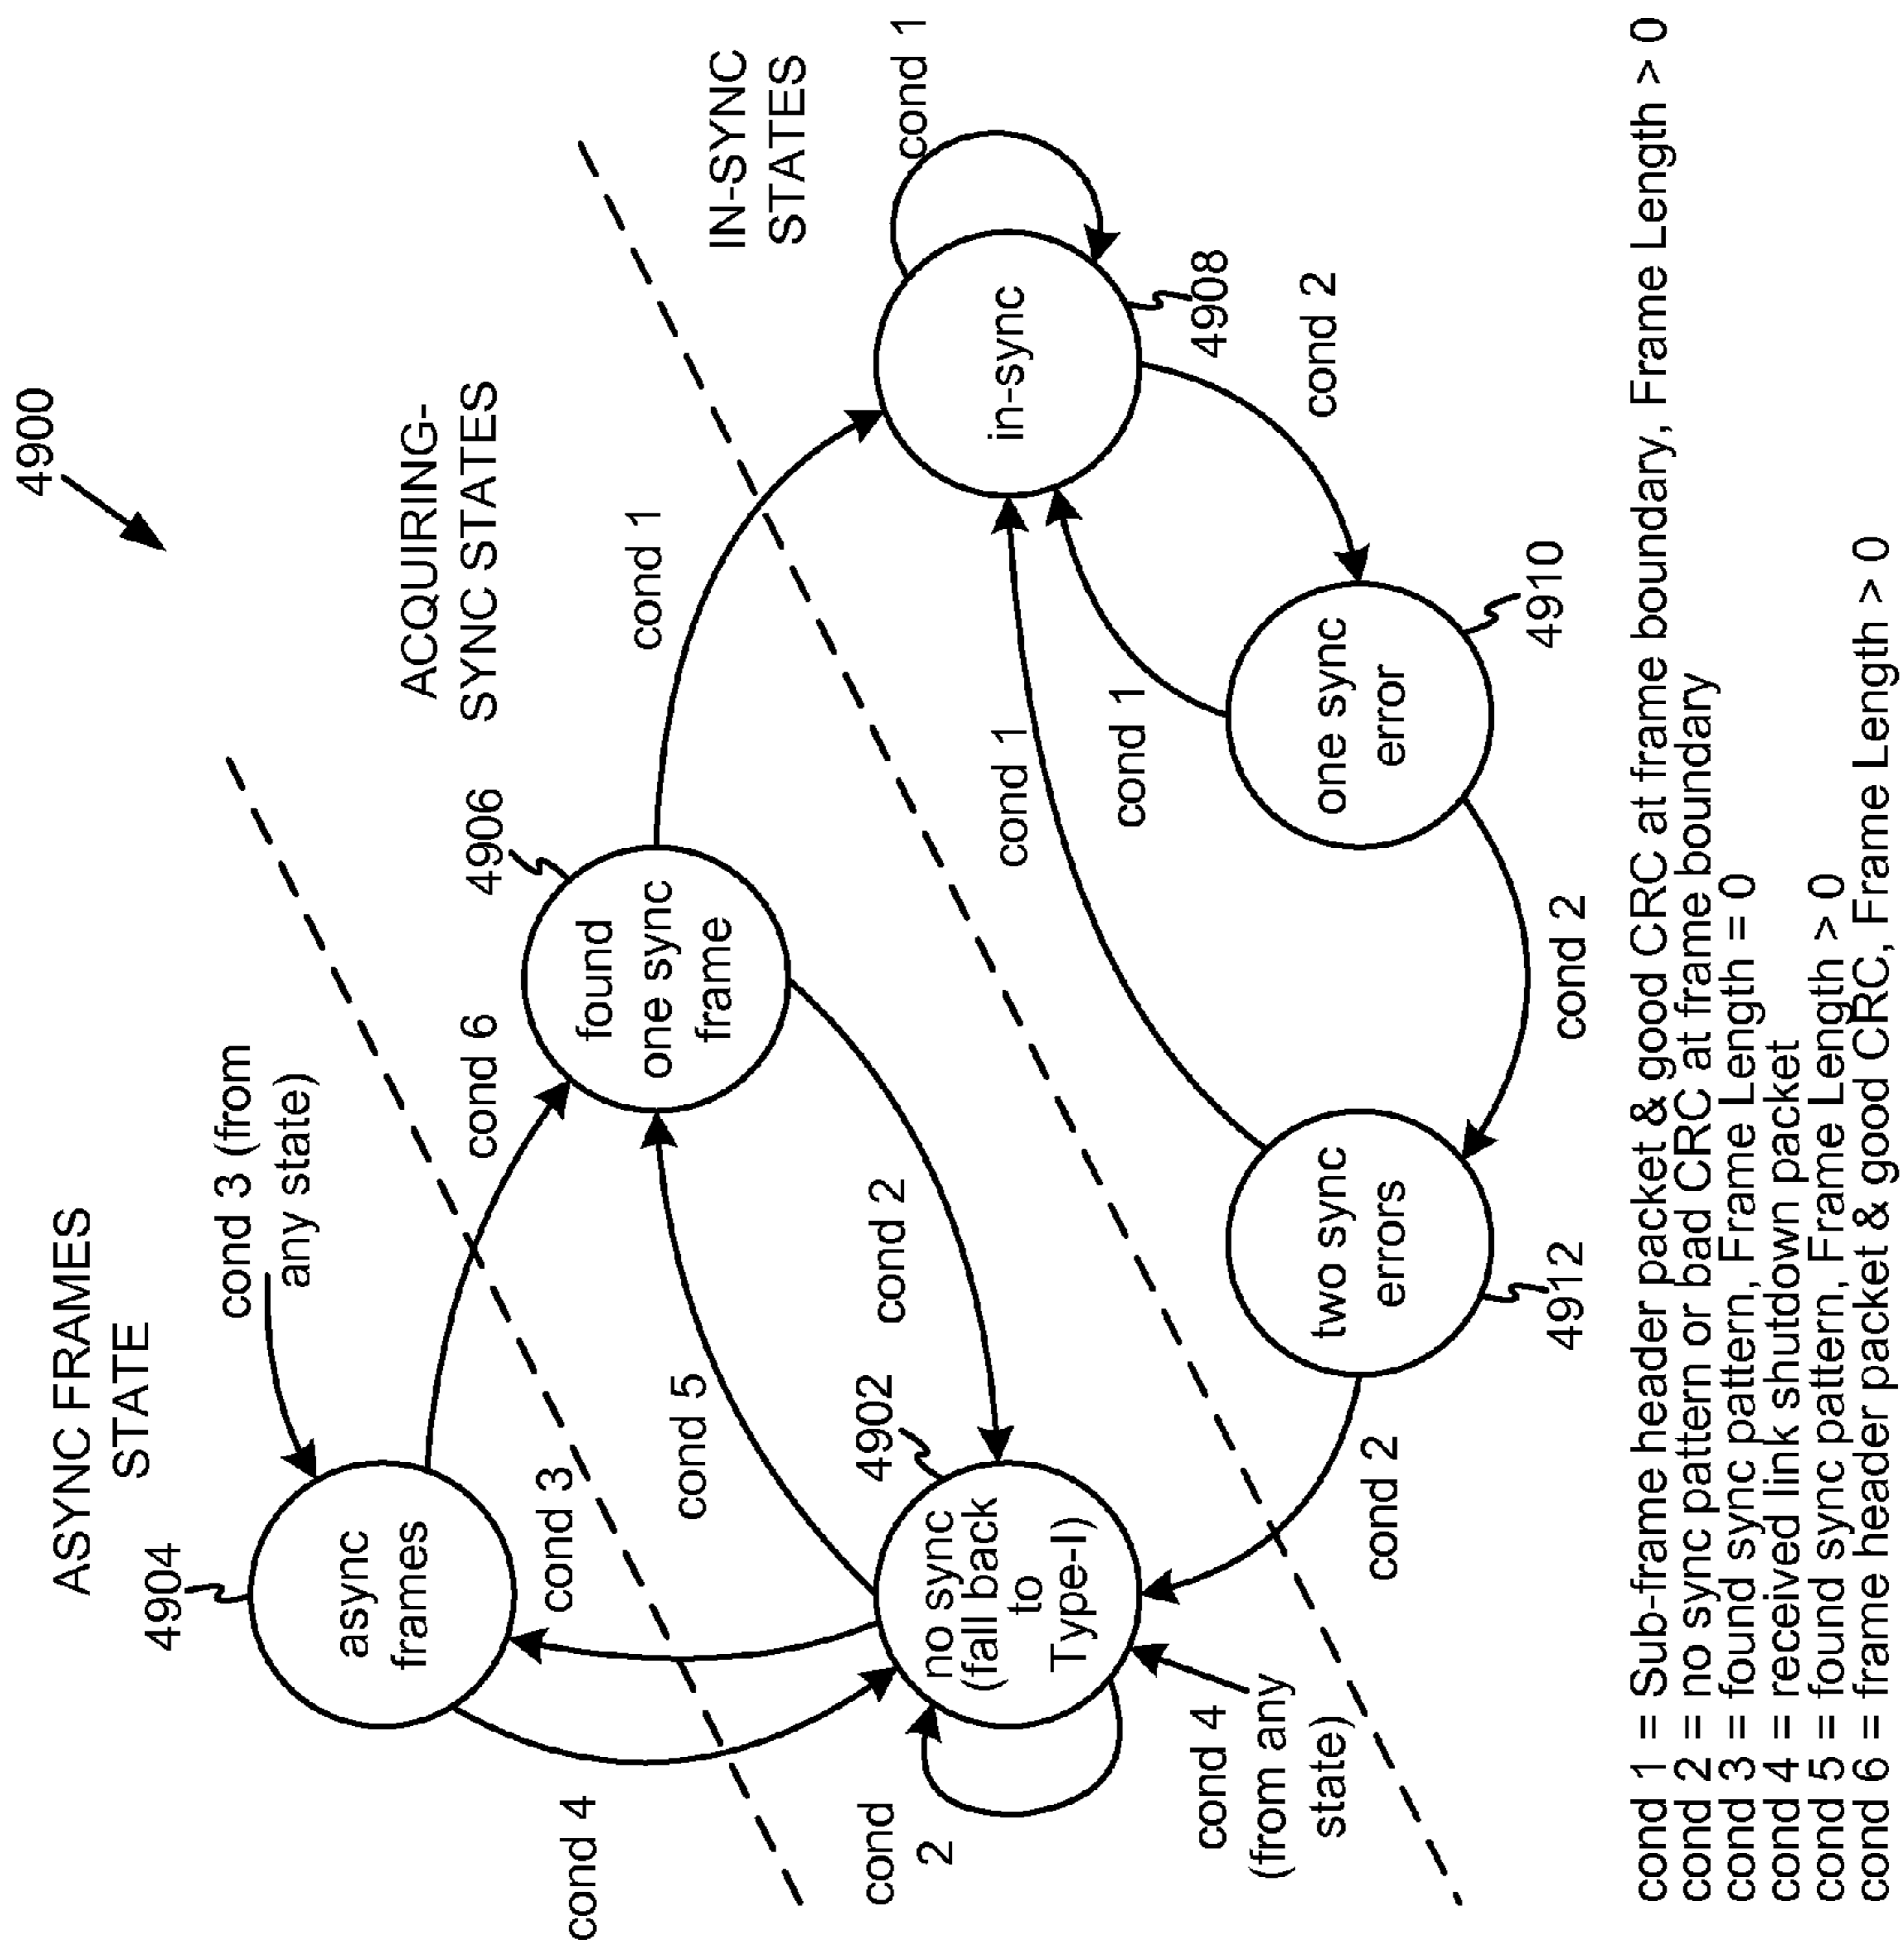 4900
ASYNC FRAMES
STATE
ACQUIRING-
SYNC STATES
IN-SYNC
STATES
cond 3 (from
any state)
4904
async
frames
cond 6
4906
found
one sync
frame
cond 1
cond 1
cond 4
cond 3
cond 5
cond 2
4902
no sync
(fall back
to
Type-I)
cond
2
cond 4
(from any
state)
in-sync
4908
cond 1
cond 1
cond 2
cond 2
two sync
errors
4912
one sync
error
4910
cond 2
cond 1 = Sub-frame header packet & good CRC at frame boundary, Frame Length > 0
cond 2 = no sync pattern or bad CRC at frame boundary
cond 3 = found sync pattern, Frame Length = 0
cond 4 = received link shutdown packet
cond 5 = found sync pattern, Frame Length > 0
cond 6 = frame header packet & good CRC, Frame Length > 0